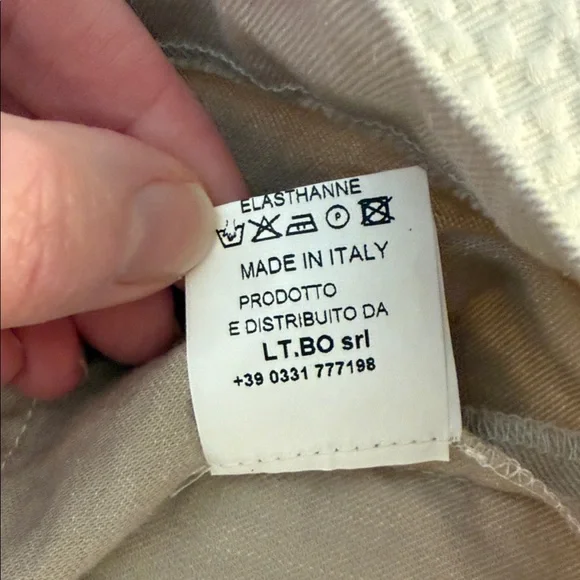 ELASTHANNE
P
MADE IN ITALY
PRODOTTO
E DISTRIBUITO DA
LT.BO srl
+39 0331 777198